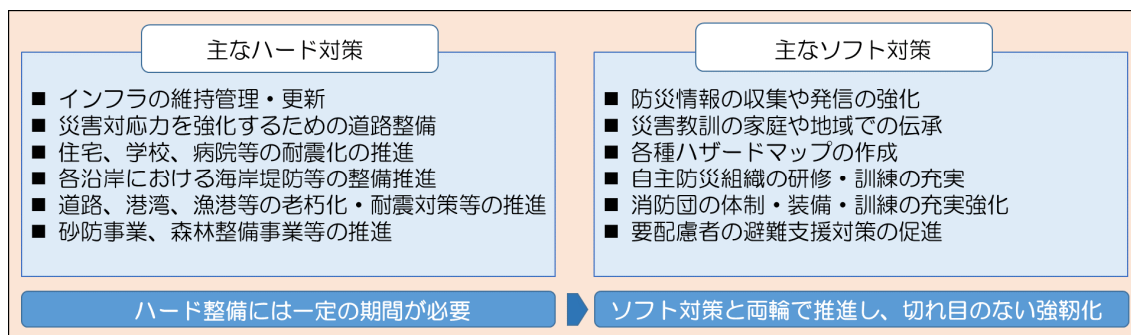 主なハード対策
■ インフラの維持管理・更新
■ 災害対応力を強化するための道路整備
■ 住宅、学校、病院等の耐震化の推進
■ 各沿岸における海岸堤防等の整備推進
■ 道路、港湾、漁港等の老朽化・耐震対策等の推進
■ 砂防事業、森林整備事業等の推進
ハード整備には一定の期間が必要
主なソフト対策
■ 防災情報の収集や発信の強化
■ 災害教訓の家庭や地域での伝承
■ 各種ハザードマップの作成
■ 自主防災組織の研修・訓練の充実
■ 消防団の体制・装備・訓練の充実強化
■ 要配慮者の避難支援対策の促進
ソフト対策と両輪で推進し、切れ目のない強靭化